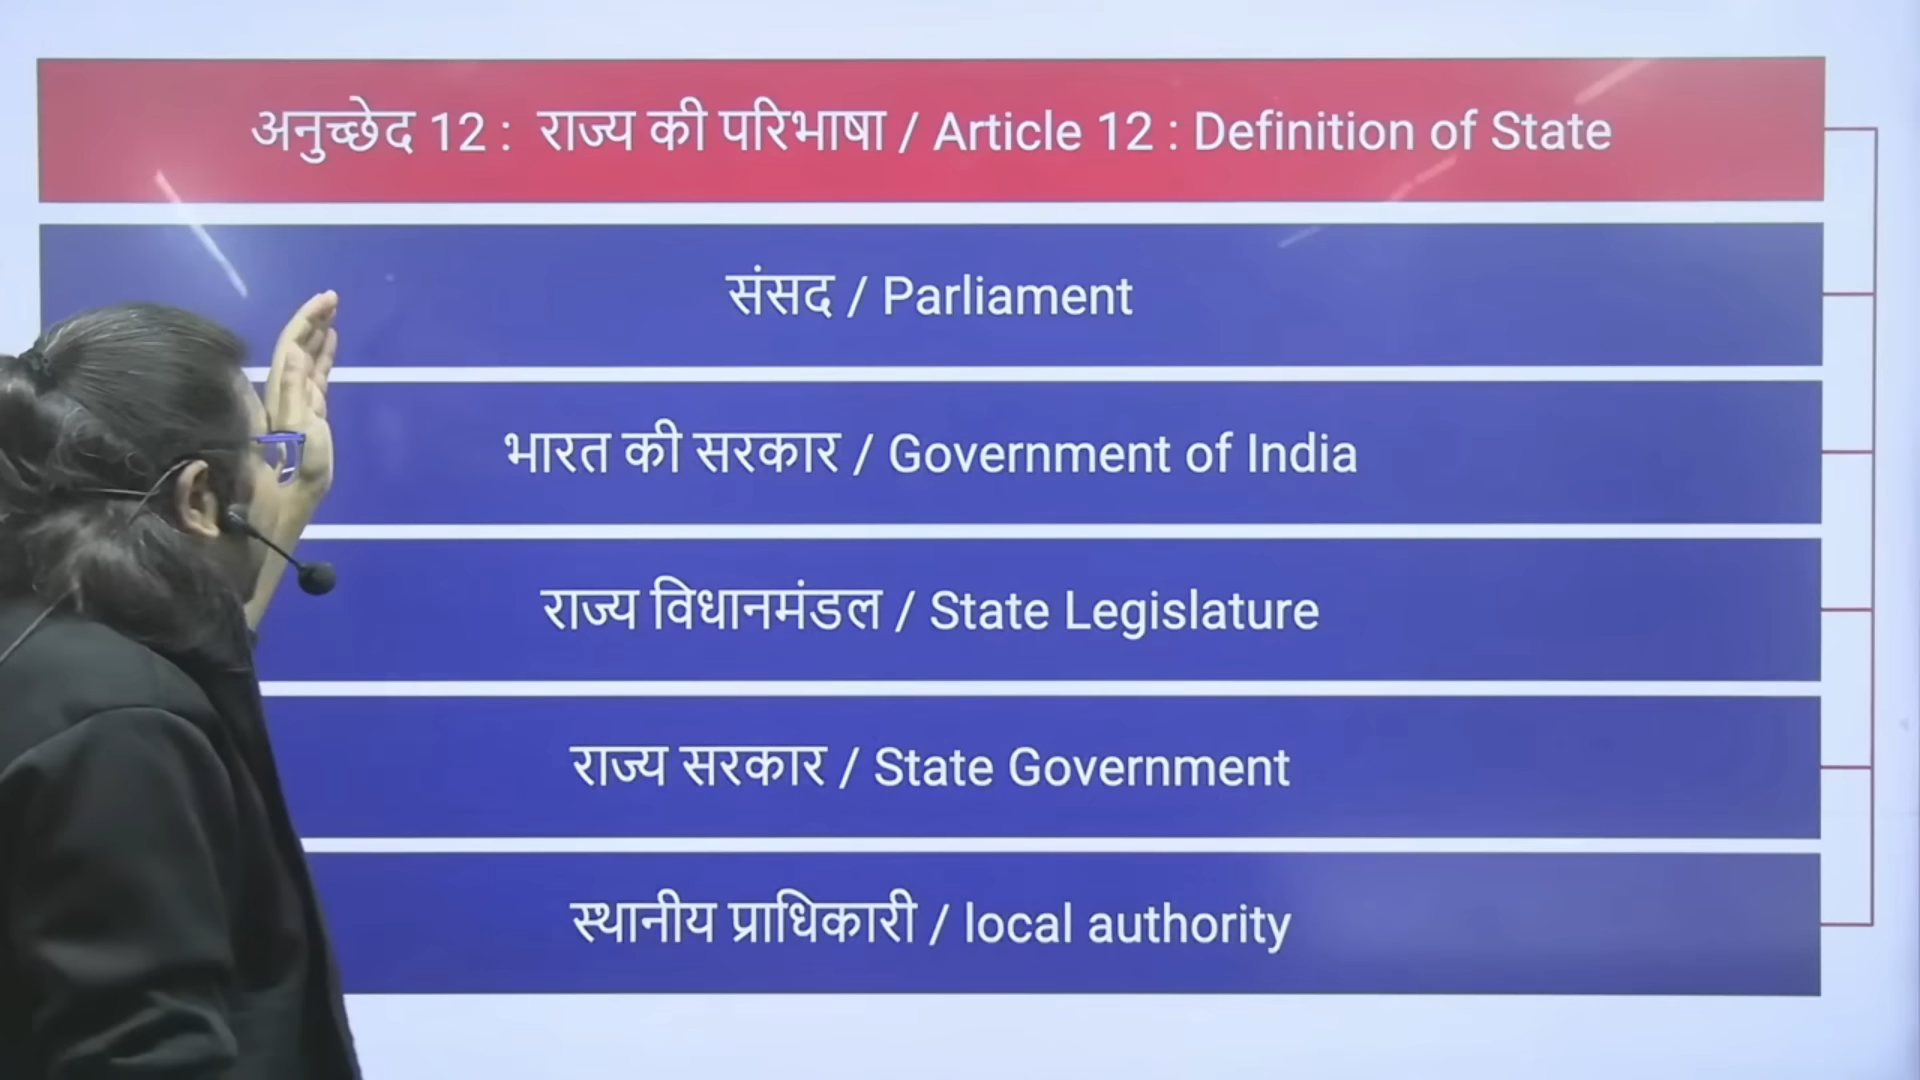 अनुच्छेद 12 : राज्य की परिभाषा / Article 12 : Definition of State
संसद / Parliament
भारत की सरकार / Government of India
राज्य विधानमंडल / State Legislature
राज्य सरकार / State Government
स्थानीय प्राधिकारी / local authority